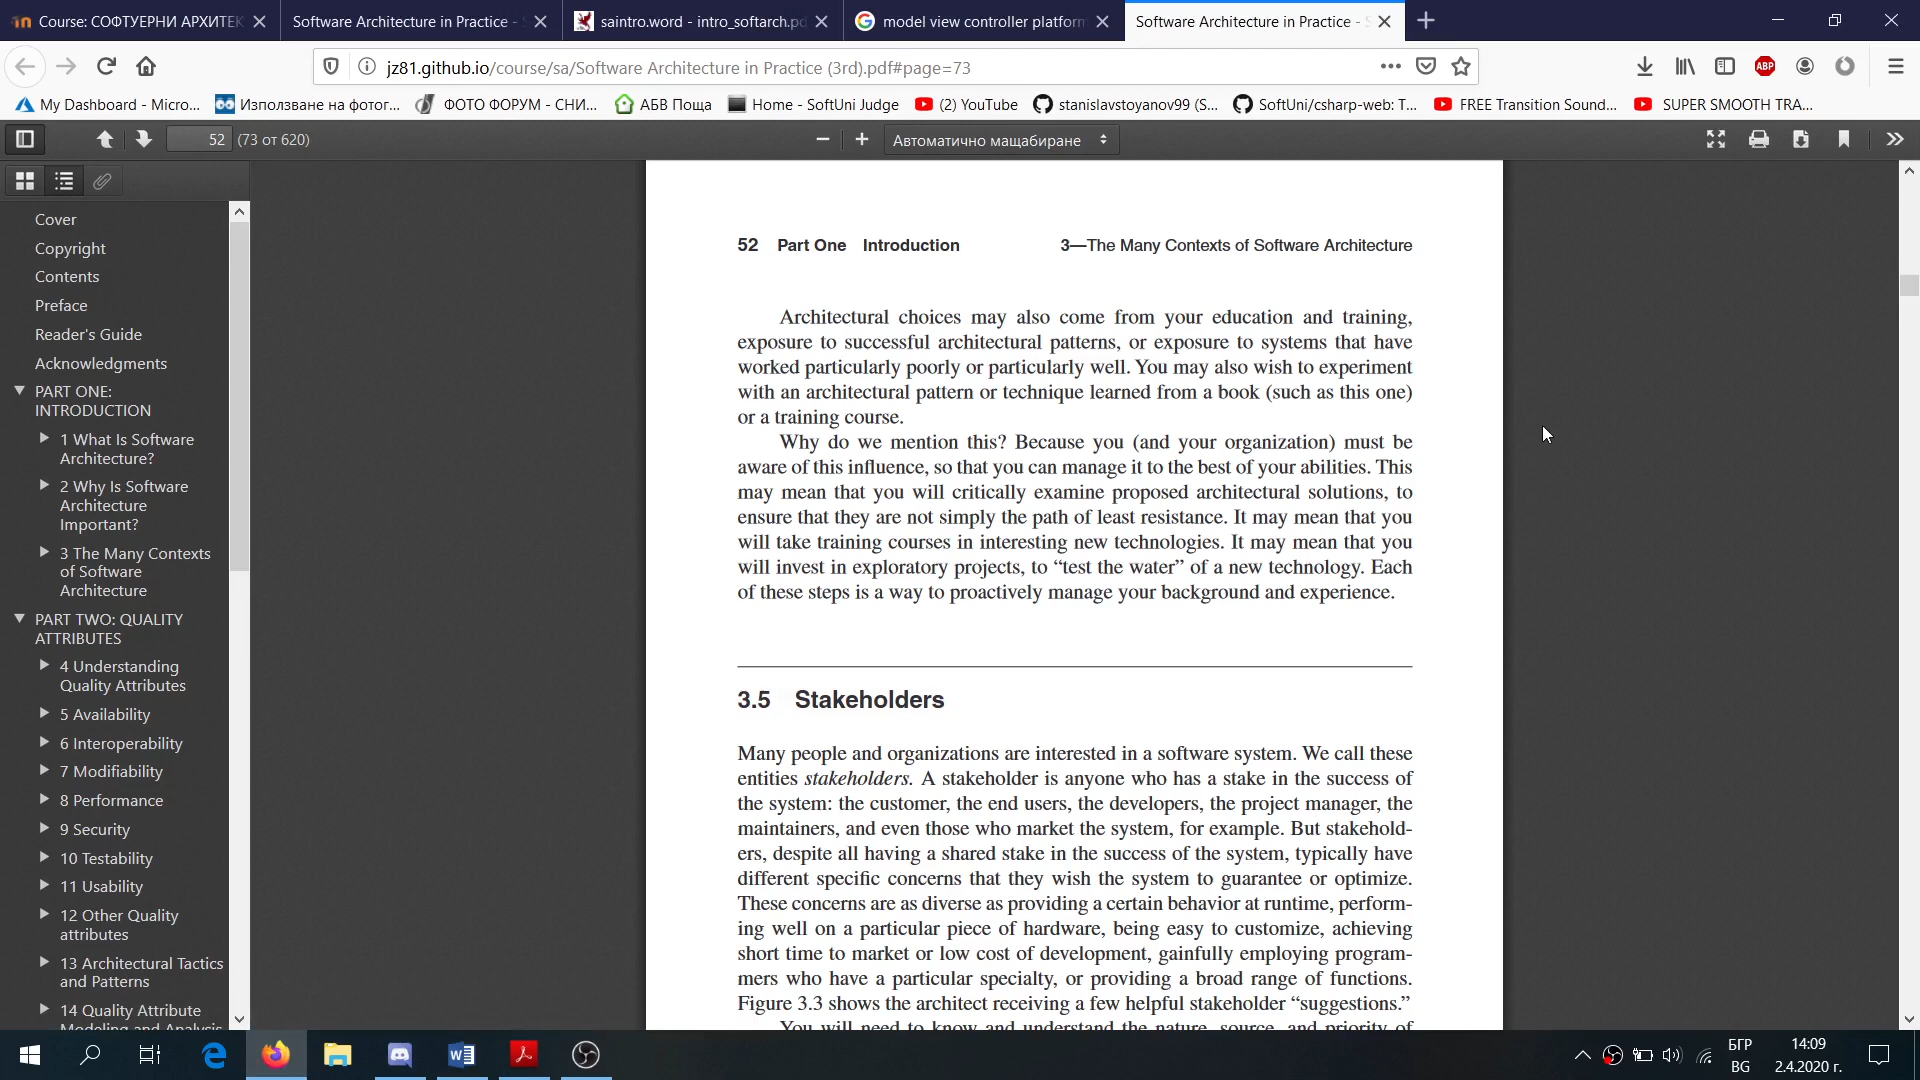 Course: СОФТУЕРНИ АРХИТЕК
Software Architecture in Practice -
saintro.word - intro_softarch.pd
model view controller platform
Software Architecture in Practice - S
jz81.github.io/course/sa/Software Architecture in Practice (3rd).pdf#page=73
ABP
My Dashboard - Micro...
Използване на фотог...
ФОТО ФОРУМ - СНИ...
АБВ Поща
Home - SoftUni Judge
(2) YouTube
stanislavstoyanov99 (S...
SoftUni/csharp-web: T...
FREE Transition Sound...
SUPER SMOOTH TRA...
52 (73 от 620)
Автоматично мащабиране
Cover
Copyright
Contents
Preface
Reader's Guide
Acknowledgments
PART ONE:
INTRODUCTION
1 What Is Software
Architecture?
2 Why Is Software
Architecture
Important?
3 The Many Contexts
of Software
Architecture
PART TWO: QUALITY
ATTRIBUTES
4 Understanding
Quality Attributes
5 Availability
6 Interoperability
7 Modifiability
8 Performance
9 Security
10 Testability
11 Usability
12 Other Quality
attributes
13 Architectural Tactics
and Patterns
14 Quality Attribute
Modeling and Analysis
52 Part One Introduction
3—The Many Contexts of Software Architecture
Architectural choices may also come from your education and training,
exposure to successful architectural patterns, or exposure to systems that have
worked particularly poorly or particularly well. You may also wish to experiment
with an architectural pattern or technique learned from a book (such as this one)
or a training course.
Why do we mention this? Because you (and your organization) must be
aware of this influence, so that you can manage it to the best of your abilities. This
may mean that you will critically examine proposed architectural solutions, to
ensure that they are not simply the path of least resistance. It may mean that you
will take training courses in interesting new technologies. It may mean that you
will invest in exploratory projects, to “test the water” of a new technology. Each
of these steps is a way to proactively manage your background and experience.
3.5 Stakeholders
Many people and organizations are interested in a software system. We call these
entities stakeholders. A stakeholder is anyone who has a stake in the success of
the system: the customer, the end users, the developers, the project manager, the
maintainers, and even those who market the system, for example. But stakehold-
ers, despite all having a shared stake in the success of the system, typically have
different specific concerns that they wish the system to guarantee or optimize.
These concerns are as diverse as providing a certain behavior at runtime, perform-
ing well on a particular piece of hardware, being easy to customize, achieving
short time to market or low cost of development, gainfully employing program-
mers who have a particular specialty, or providing a broad range of functions.
Figure 3.3 shows the architect receiving a few helpful stakeholder “suggestions.”
You will need to know and understand the nature, source, and priority of
БГР
BG
14:09
2.4.2020 г.